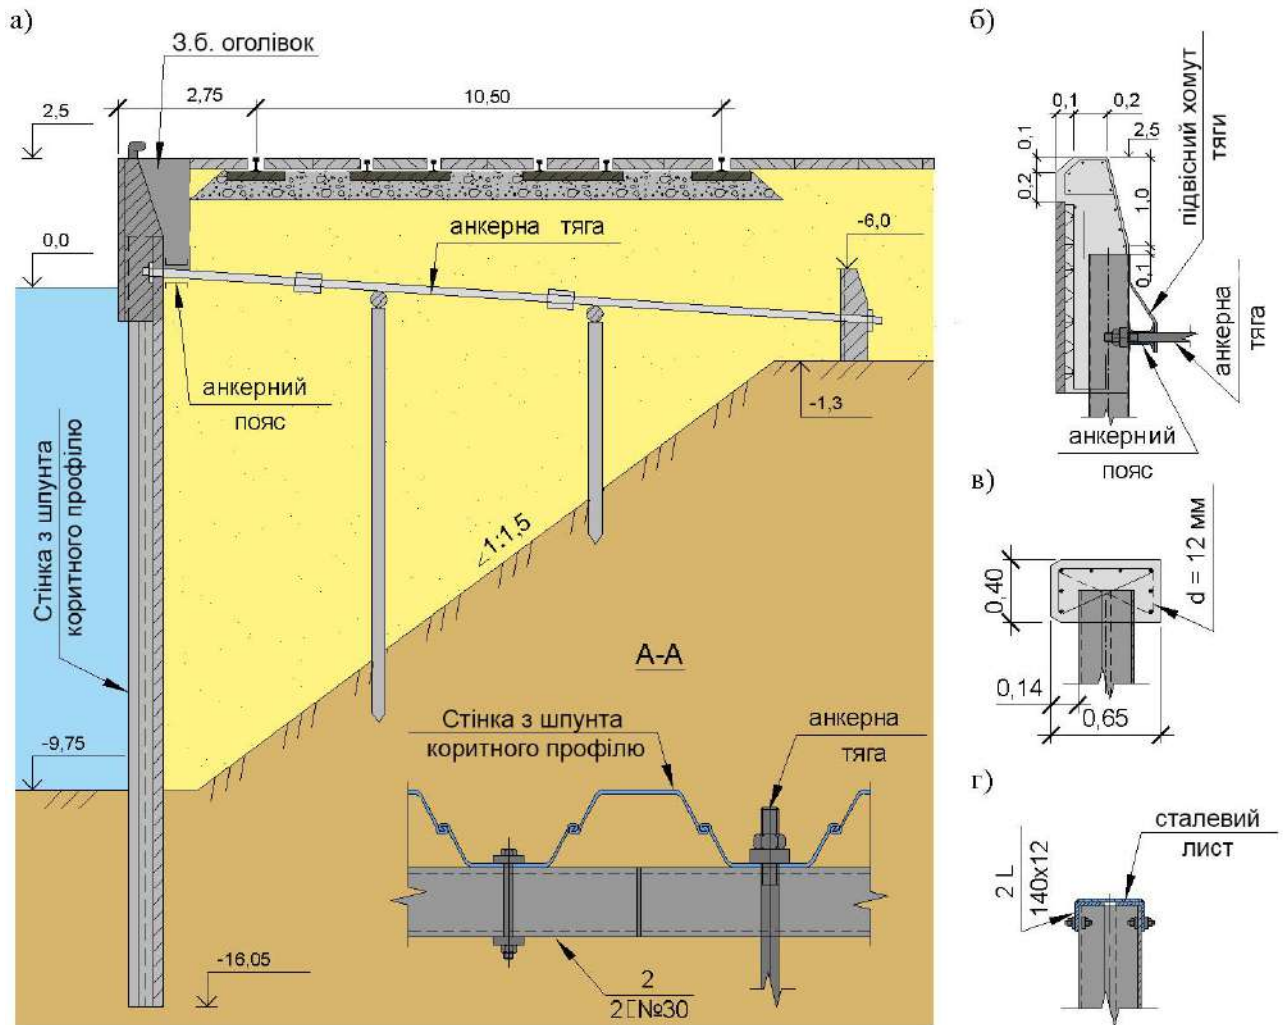 а)
З.б. оголівок
2,75
10,50
2,5
0,0
анкерна тяга
-6,0
анкерний
пояс
-1,3
Стінка з шпунта
коритного профілю
∠1:1,5
-9,75
-16,05
А-А
Стінка з шпунта
коритного профілю
анкерна
тяга
2
2[№30
б)
0,1
0,2
2,5
0,1
0,2
1,0
0,1
підвісний хомут
тяги
анкерна
тяга
анкерний
пояс
в)
0,40
d = 12 мм
0,14
0,65
г)
сталевий
лист
2 L
140х12